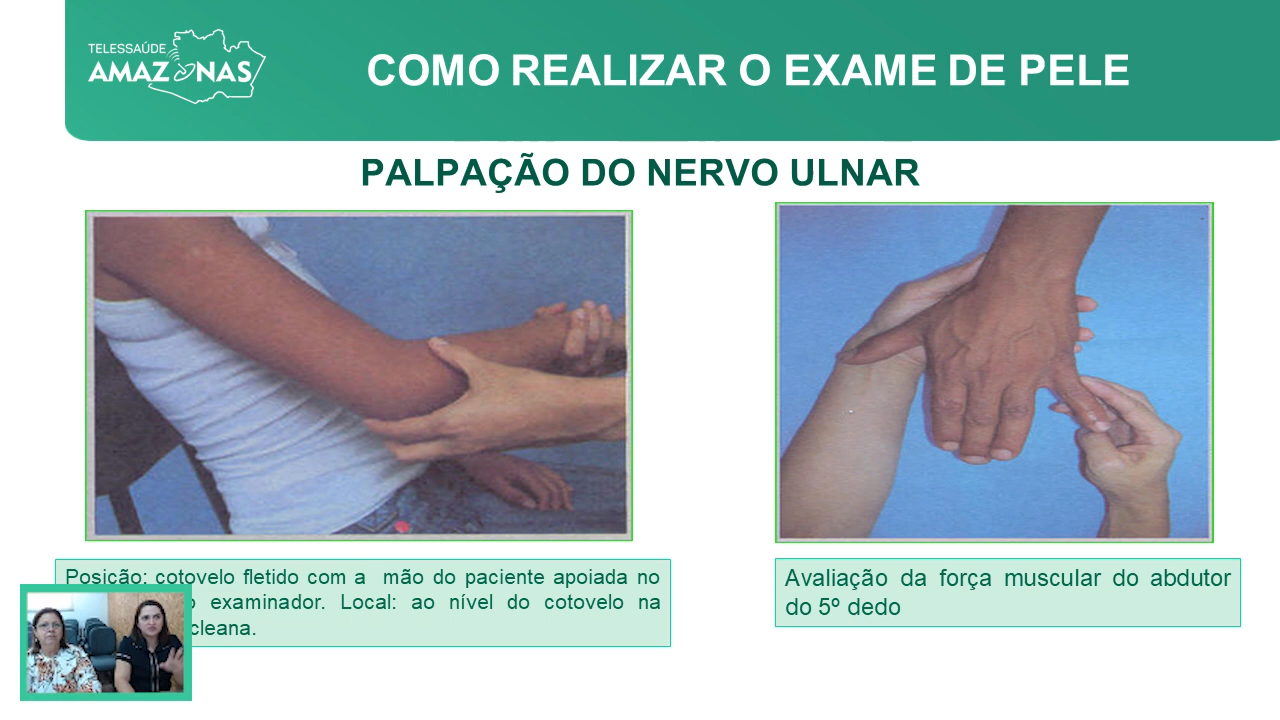 TELESSAÚDE
AMAZONAS
COMO REALIZAR O EXAME DE PELE
PALPAÇÃO DO NERVO ULNAR
Posição: cotovelo fletido com a mão do paciente apoiada no
examinador. Local: ao nível do cotovelo na
Avaliação da força muscular do abdutor
do 5º dedo